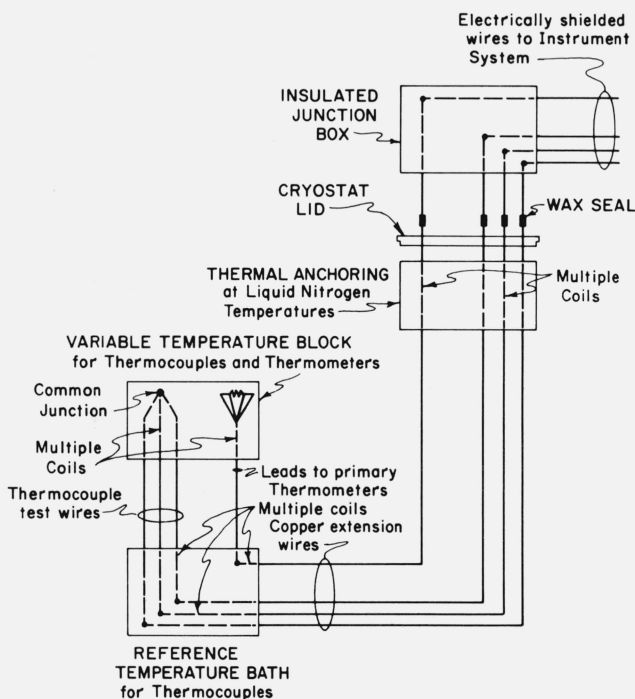 Electrically shielded
wires to Instrument
System
INSULATED
JUNCTION
BOX
CRYOSTAT
LID
WAX SEAL
THERMAL ANCHORING
at Liquid Nitrogen
Temperatures
Multiple
Coils
VARIABLE TEMPERATURE BLOCK
for Thermocouples and Thermometers
Common
Junction
Multiple
Coils
Leads to primary
Thermometers
Thermocouple
test wires
Multiple coils
Copper extension
wires
REFERENCE
TEMPERATURE BATH
for Thermocouples